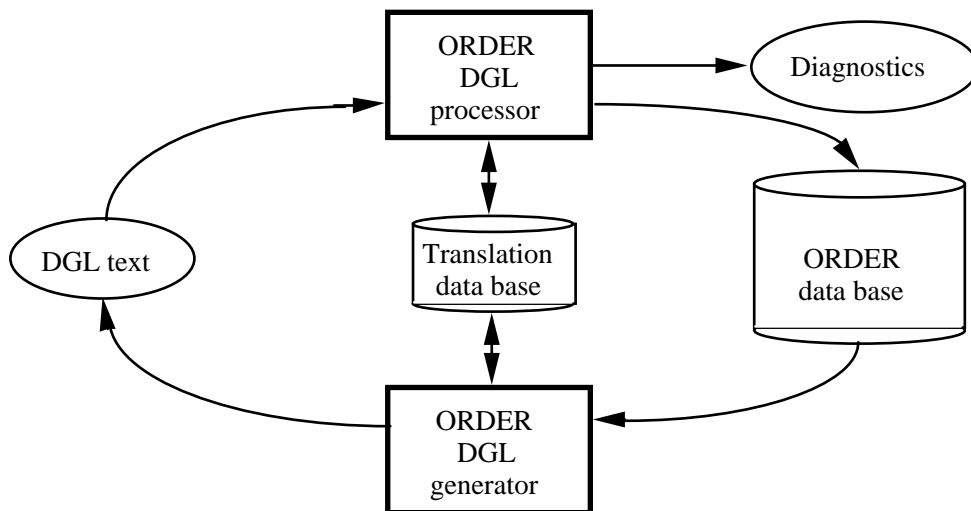 ORDER
DGL
processor
Diagnostics
DGL text
Translation
data base
ORDER
data base
ORDER
DGL
generator